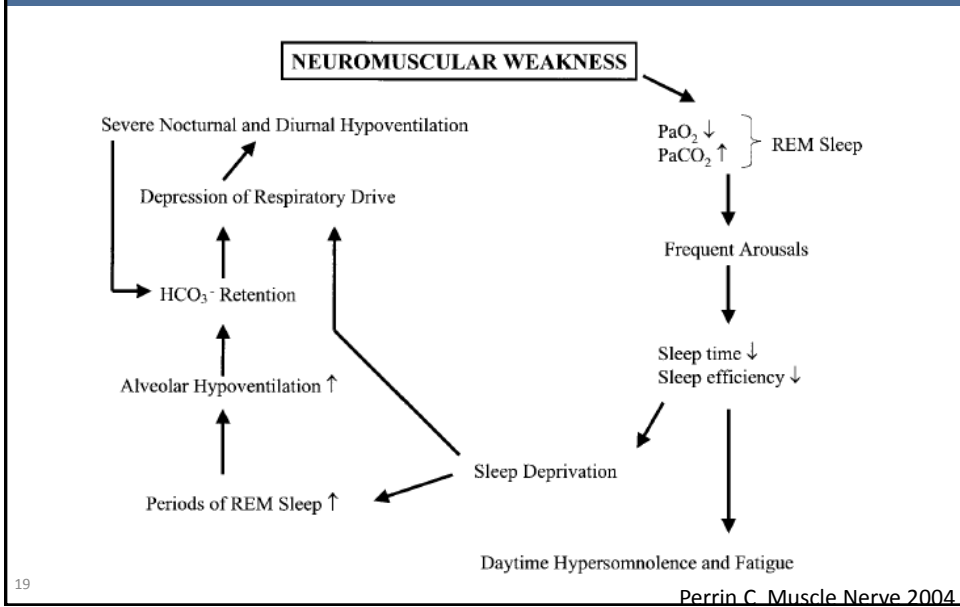 NEUROMUSCULAR WEAKNESS
Severe Nocturnal and Diurnal Hypoventilation
PaO₂ ↓
PaCO₂ ↑
REM Sleep
Depression of Respiratory Drive
Frequent Arousals
HCO₃⁻ Retention
Sleep time ↓
Sleep efficiency ↓
Alveolar Hypoventilation ↑
Sleep Deprivation
Periods of REM Sleep ↑
Daytime Hypersomnolence and Fatigue
19
Perrin C Muscle Nerve 2004